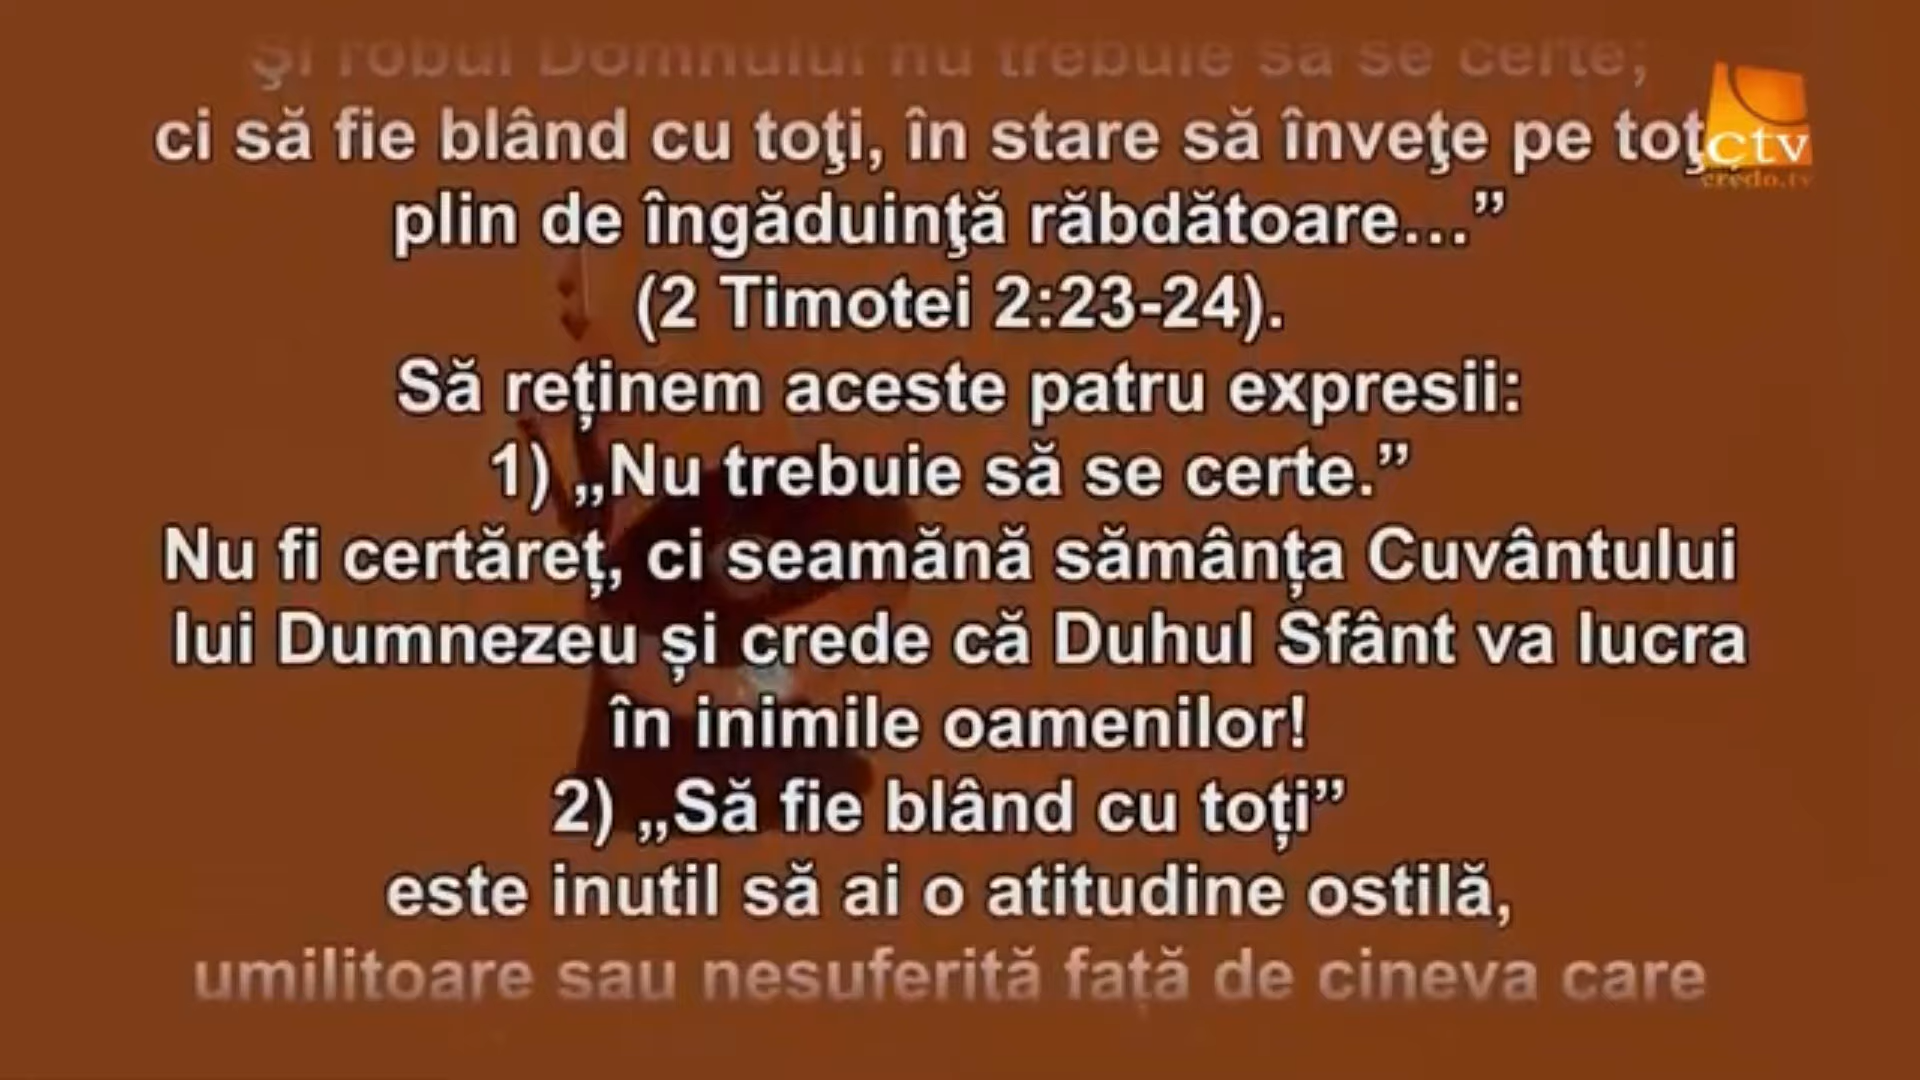 Şi robul Domnului nu trebuie să se certe;
ci să fie blând cu toţi, în stare să înveţe pe toţ
plin de îngăduinţă răbdătoare…”
(2 Timotei 2:23-24).
Să reținem aceste patru expresii:
1) „Nu trebuie să se certe.”
Nu fi certăreț, ci seamănă sămânța Cuvântului
lui Dumnezeu și crede că Duhul Sfânt va lucra
în inimile oamenilor!
2) „Să fie blând cu toți”
este inutil să ai o atitudine ostilă,
umilitoare sau nesuferită față de cineva care
ctv
credo.tv